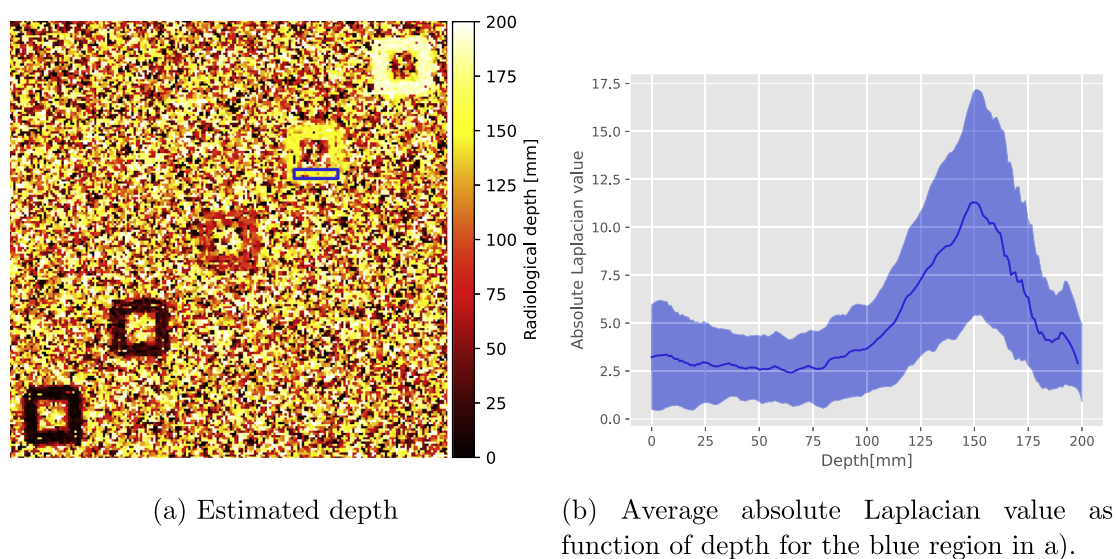 200
175
150
125
100
75
50
25
0
Radiological depth [mm]
(a) Estimated depth
17.5
15.0
12.5
10.0
7.5
5.0
2.5
0.0
Absolute Laplacian value
0 25 50 75 100 125 150 175 200
Depth[mm]
(b) Average absolute Laplacian value as
function of depth for the blue region in a).